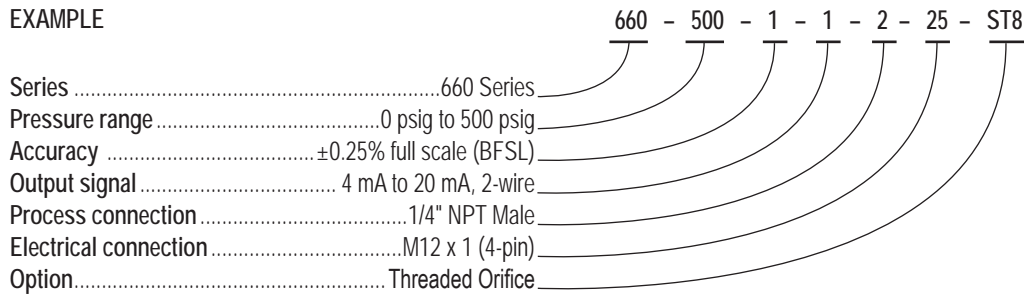 EXAMPLE 660 - 500 - 1 - 1 - 2 - 25 - ST8
Series ................................................................660 Series
Pressure range .......................................0 psig to 500 psig
Accuracy .....................................±0.25% full scale (BFSL)
Output signal ................................... 4 mA to 20 mA, 2-wire
Process connection .....................................1/4" NPT Male
Electrical connection ..................................M12 x 1 (4-pin)
Option....................................................... Threaded Orifice